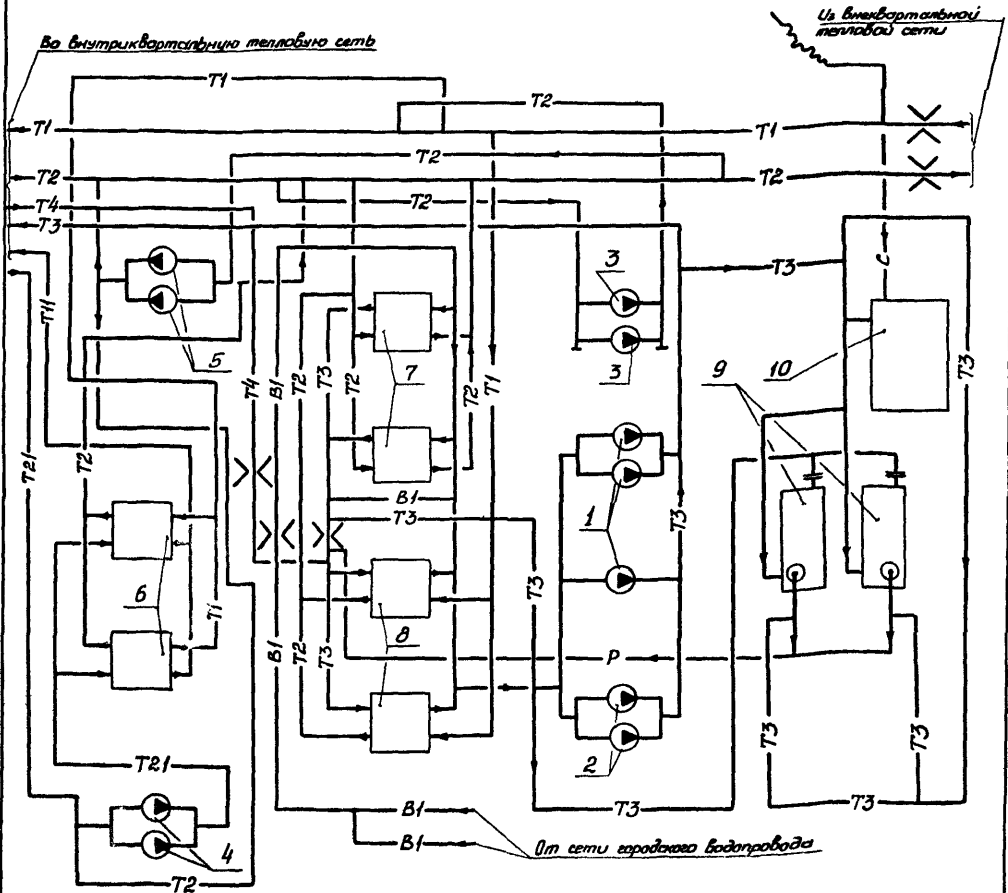 Во внутриквартальную тепловую сеть
Из внеквартальной
тепловой сети
Т1
Т2
Т1
Т1
Т2
Т2
Т2
Т4
Т2
Т3
3
Т3
С
Т11
5
7
3
9
10
Т3
Т4
В1
Т2
Т3
Т2
Т2
Т1
Т2
Т21
В1
Т3
1
Т3
6
Т1
Т3
8
В1
Т2
Т3
Р
2
Т3
Т3
Т21
Т3
Т3
В1
В1
От сети городского водопровода
4
Т2